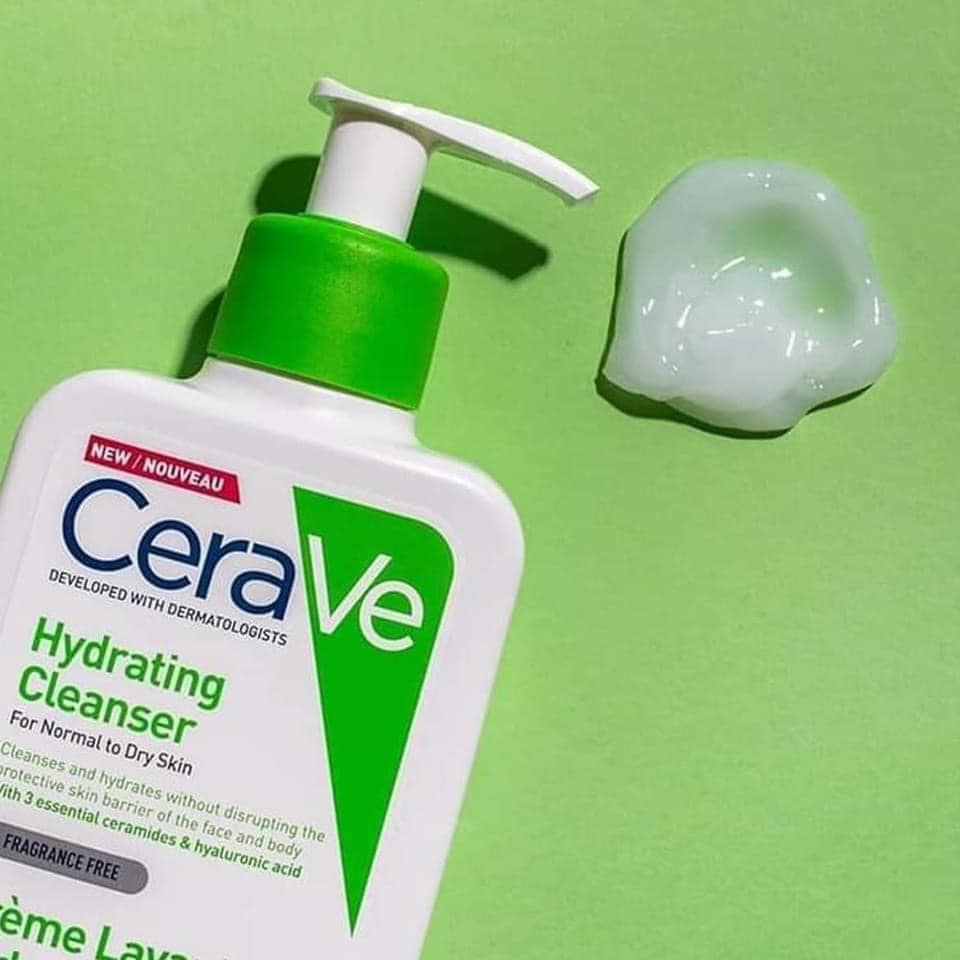 NEW / NOUVEAU
CeraVe
DEVELOPED WITH DERMATOLOGISTS
Hydrating
Cleanser
For Normal to Dry Skin
Cleanses and hydrates without disrupting the
protective skin barrier of the face and body
With 3 essential ceramides & hyaluronic acid
FRAGRANCE FREE